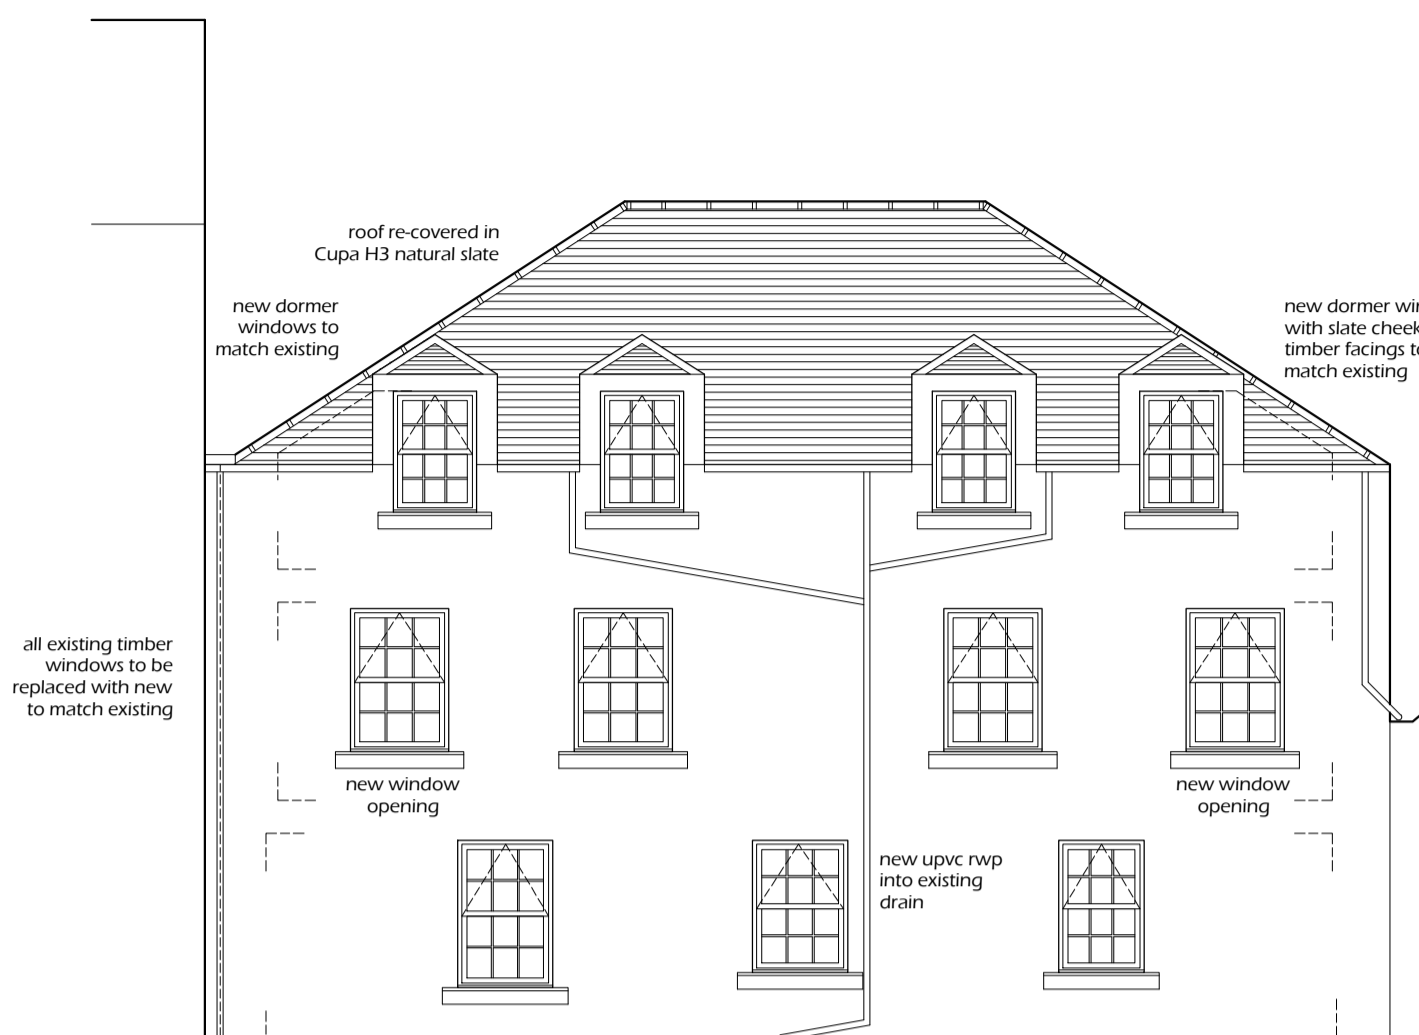 roof re-covered in
Cupa H3 natural slate
new dormer
windows to
match existing
new dormer
with slate
timber facings
match existing
all existing timber
windows to be
replaced with new
to match existing
new window
opening
new window
opening
new upvc rwp
into existing
drain